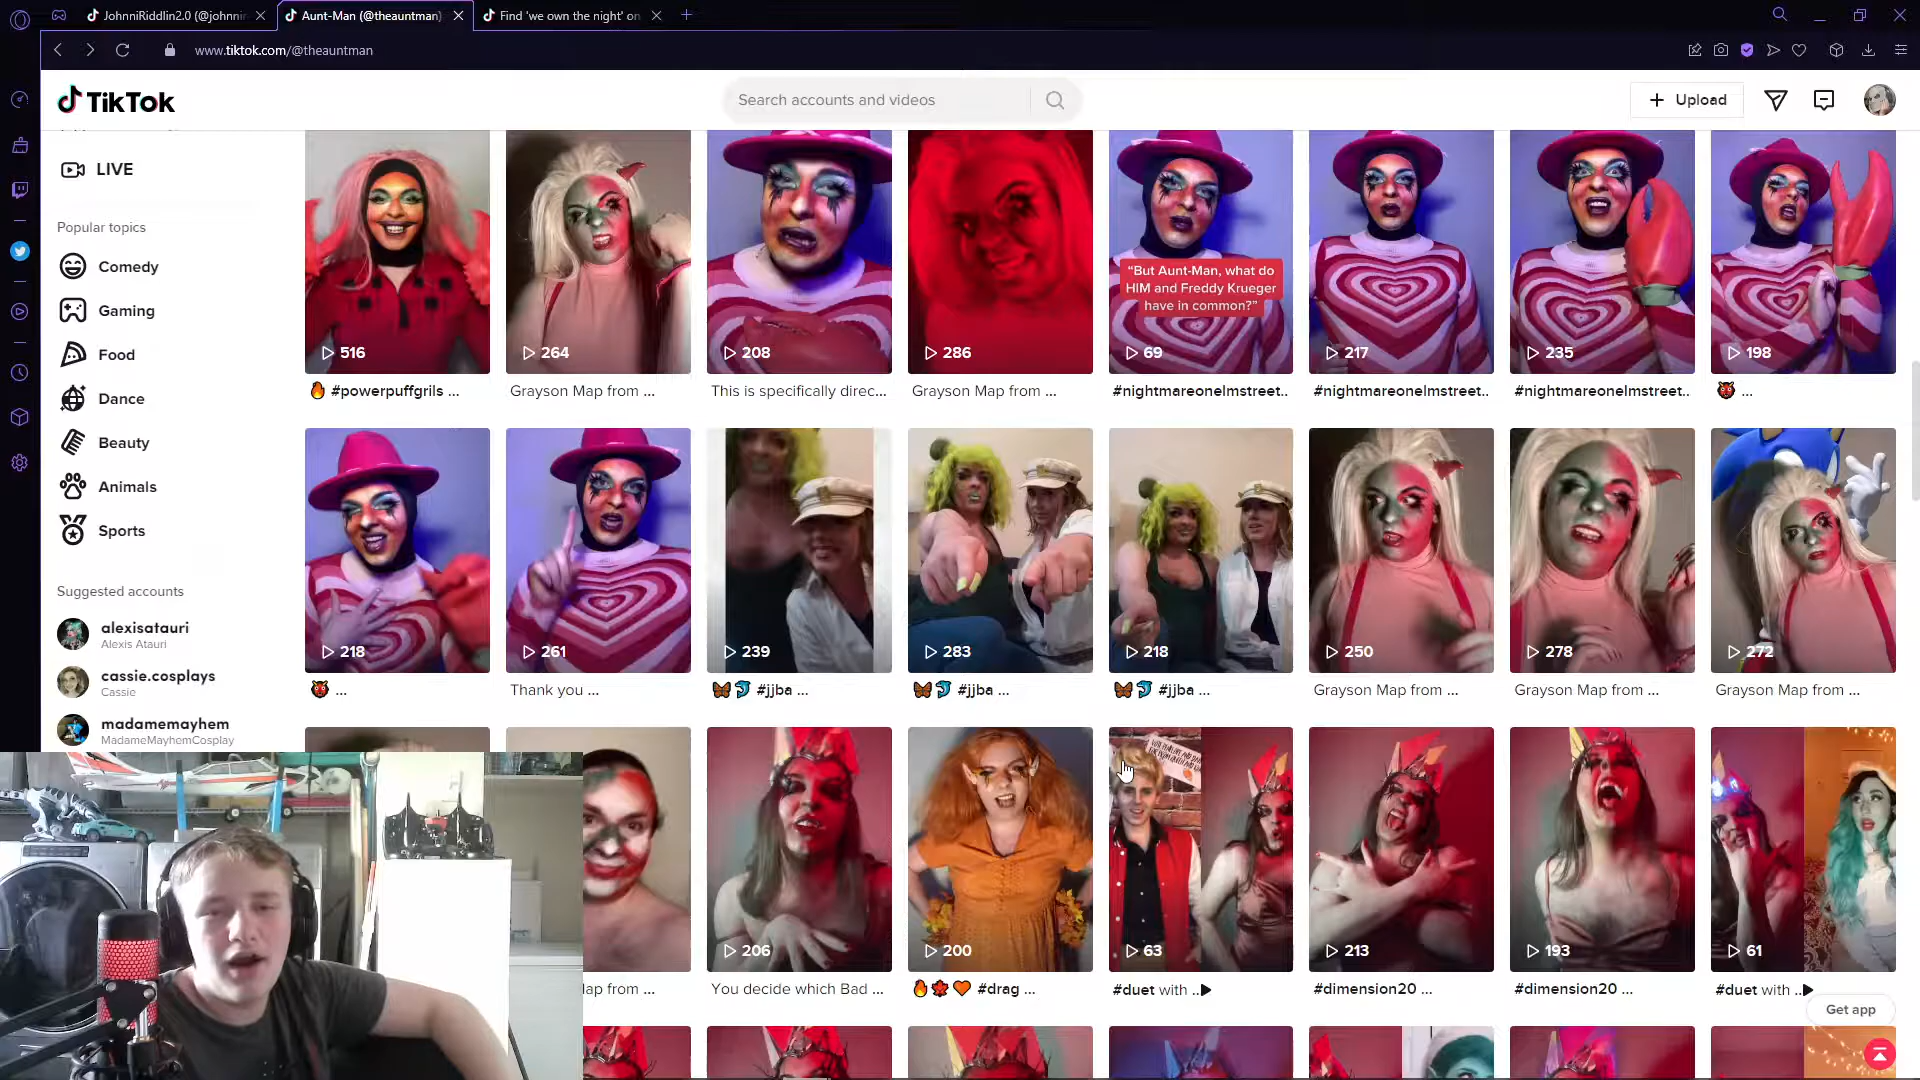 JohnniRiddlin2.0 (@johnnir
Aunt-Man (@theauntman)
Find 'we own the night' on
www.tiktok.com/@theauntman
TikTok
Search accounts and videos
Upload
LIVE
Popular topics
Comedy
Gaming
Food
Dance
Beauty
Animals
Sports
Suggested accounts
alexisatauri
Alexis Atauri
cassie.cosplays
Cassie
madamemayhem
MadameMayhemCosplay
"But Aunt-Man, what do
HIM and Freddy Krueger
have in common?"
516
264
208
286
69
217
235
198
🔥 #powerpuffgrils ...
Grayson Map from ...
This is specifically direc...
Grayson Map from ...
#nightmareonelmstreet..
#nightmareonelmstreet..
#nightmareonelmstreet..
👹 ...
218
261
239
283
218
250
278
272
👹 ...
Thank you ...
🦋🐬 #jjba ...
🦋🐬 #jjba ...
🦋🐬 #jjba ...
Grayson Map from ...
Grayson Map from ...
Grayson Map from ...
206
200
63
213
193
61
ap from ...
You decide which Bad ...
🔥🍁🧡 #drag ...
#duet with ..
#dimension20 ...
#dimension20 ...
#duet with ..
Get app